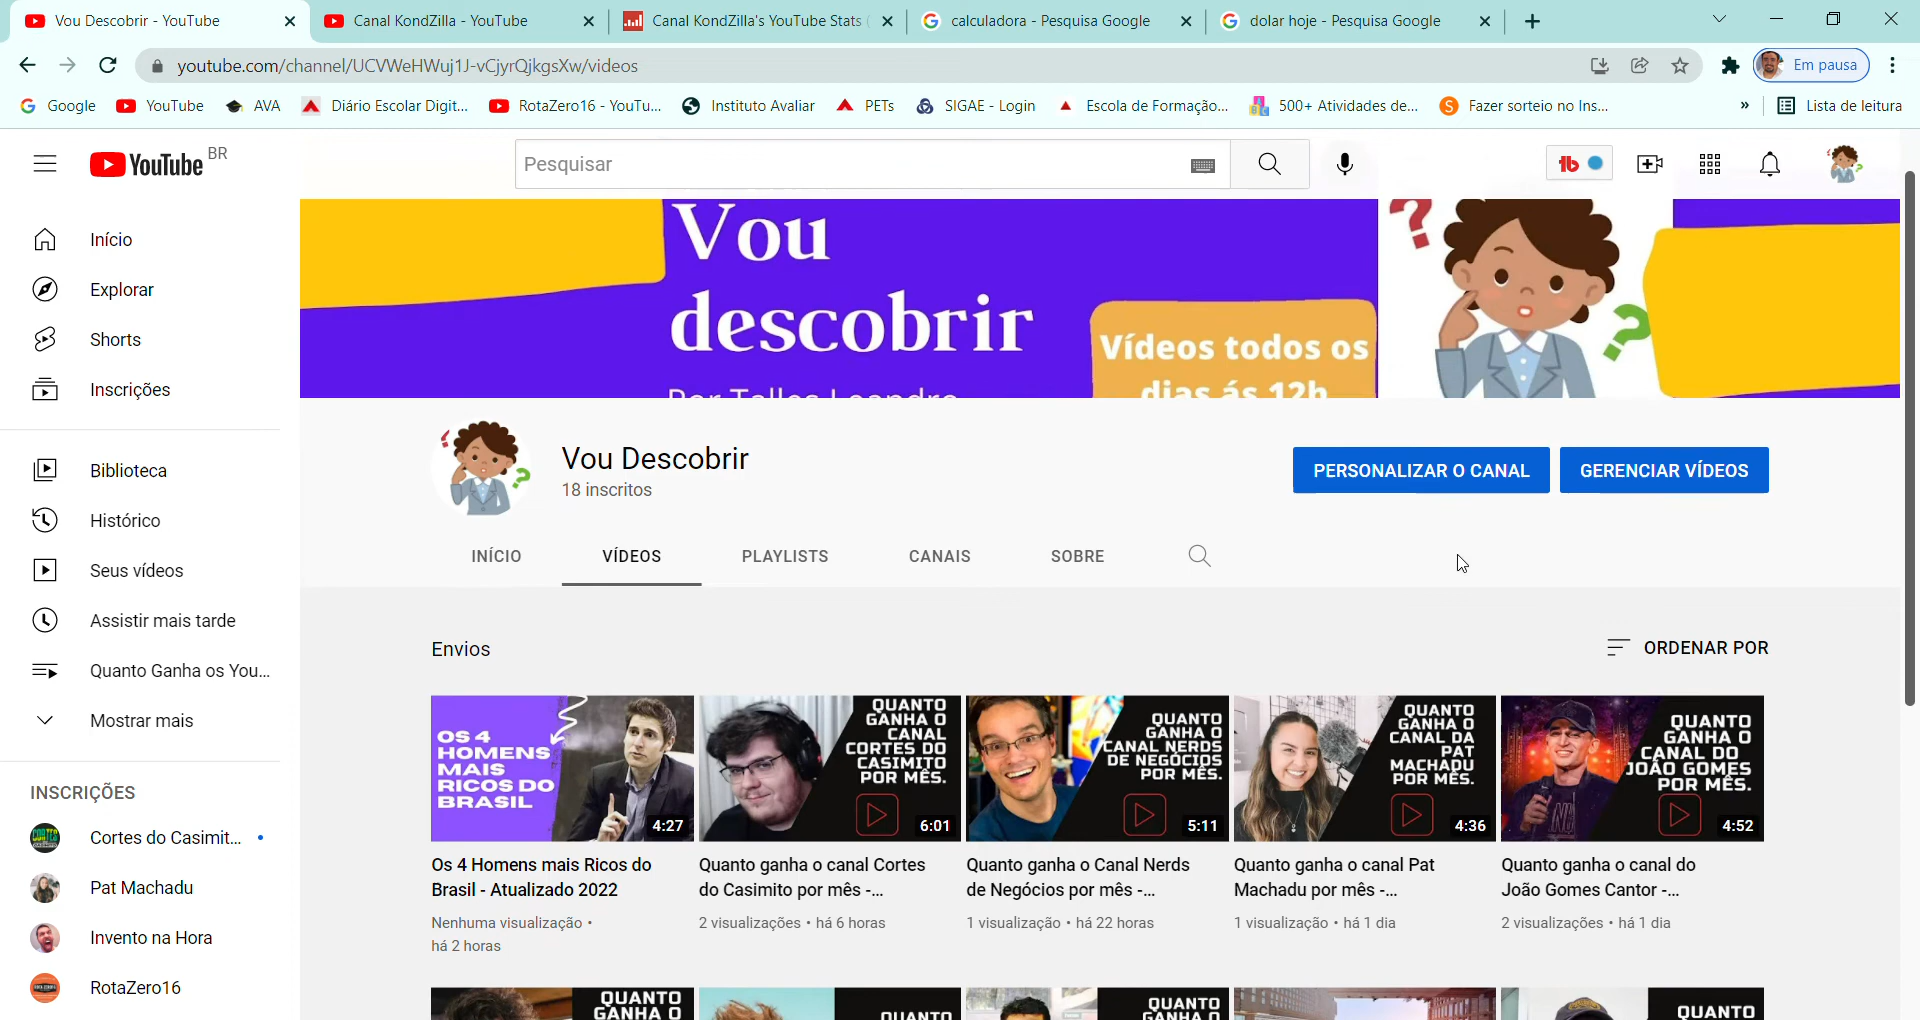 Vou Descobrir - YouTube
Canal KondZilla - YouTube
Canal KondZilla's YouTube Stats (
calculadora - Pesquisa Google
dolar hoje - Pesquisa Google
youtube.com/channel/UCVWeHWuj1J-vCjyrQjkgsXw/videos
Em pausa
Google
YouTube
AVA
Diário Escolar Digit...
RotaZero16 - YouTu...
Instituto Avaliar
PETs
SIGAE - Login
Escola de Formação...
500+ Atividades de...
Fazer sorteio no Ins...
»
Lista de leitura
YouTube BR
Pesquisar
Início
Explorar
Shorts
Inscrições
Biblioteca
Histórico
Seus vídeos
Assistir mais tarde
Quanto Ganha os You...
Mostrar mais
INSCRIÇÕES
Cortes do Casimit...
Pat Machadu
Invento na Hora
RotaZero16
Vou
descobrir
Por Talles Leandro
Vídeos todos os
dias ás 12h
Vou Descobrir
18 inscritos
PERSONALIZAR O CANAL
GERENCIAR VÍDEOS
INÍCIO
VÍDEOS
PLAYLISTS
CANAIS
SOBRE
Envios
ORDENAR POR
OS 4
HOMENS
MAIS
RICOS DO
BRASIL
4:27
Os 4 Homens mais Ricos do
Brasil - Atualizado 2022
Nenhuma visualização •
há 2 horas
QUANTO
GANHA O
CANAL
CORTES DO
CASIMITO
POR MÊS.
6:01
Quanto ganha o canal Cortes
do Casimito por mês -...
2 visualizações • há 6 horas
QUANTO
GANHA O
CANAL NERDS
DE NEGÓCIOS
POR MÊS.
5:11
Quanto ganha o Canal Nerds
de Negócios por mês -...
1 visualização • há 22 horas
QUANTO
GANHA O
CANAL DA
PAT
MACHADU
POR MÊS.
4:36
Quanto ganha o canal Pat
Machadu por mês -...
1 visualização • há 1 dia
QUANTO
GANHA O
CANAL DO
JOÃO GOMES
POR MÊS.
4:52
Quanto ganha o canal do
João Gomes Cantor -...
2 visualizações • há 1 dia
QUANTO
GANHA O
QUANTO
QUANTO
GANHA O
QUANTO